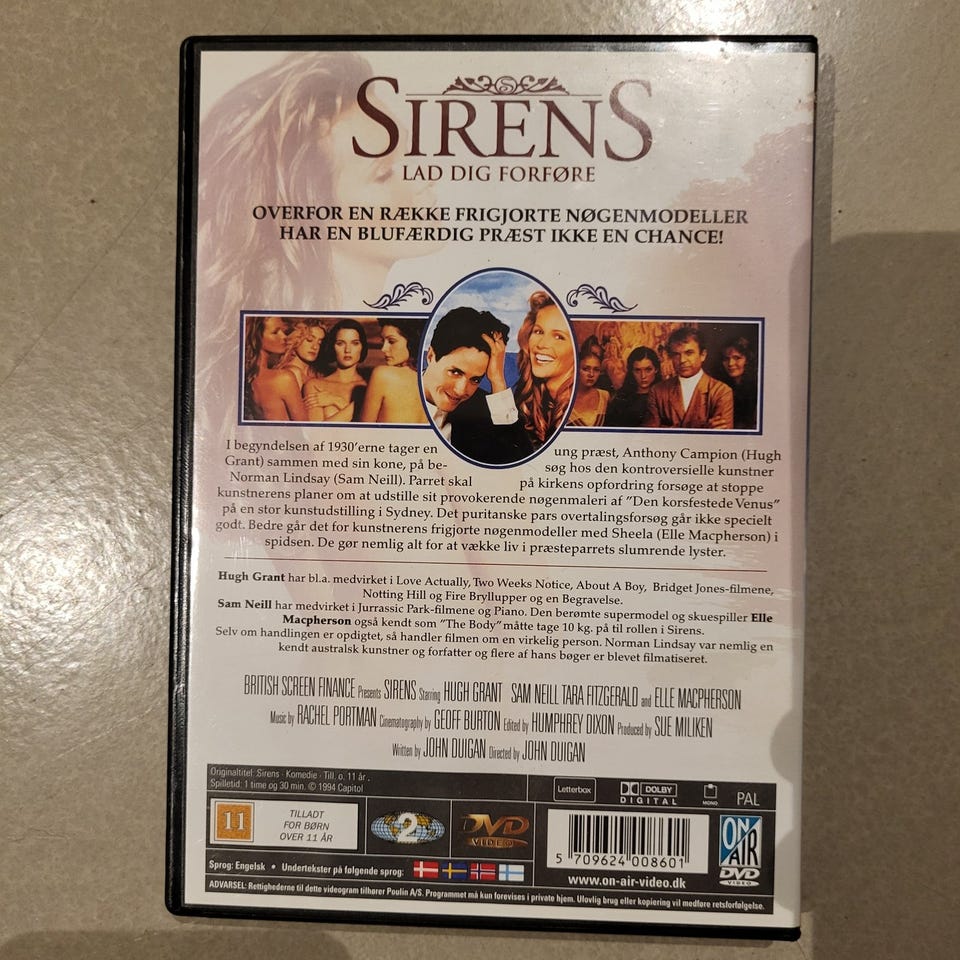 S
SIRENS
LAD DIG FORFØRE
OVERFOR EN RÆKKE FRIGJORTE NØGENMODELLER
HAR EN BLUFÆRDIG PRÆST IKKE EN CHANCE!
I begyndelsen af 1930'erne tager en ung præst, Anthony Campion (Hugh
Grant) sammen med sin kone, på be- søg hos den kontroversielle kunstner
Norman Lindsay (Sam Neill). Parret skal på kirkens opfordring forsøge at stoppe
kunstnerens planer om at udstille sit provokerende nøgenmaleri af "Den korsfestede Venus"
på en stor kunstudstilling i Sydney. Det puritanske pars overtalingsforsøg går ikke specielt
godt. Bedre går det for kunstnerens frigjorte nøgenmodeller med Sheela (Elle Macpherson) i
spidsen. De gør nemlig alt for at vække liv i præsteparrets slumrende lyster.
Hugh Grant har bl.a. medvirket i Love Actually, Two Weeks Notice, About A Boy, Bridget Jones-filmene,
Notting Hill og Fire Bryllupper og en Begravelse.
Sam Neill har medvirket i Jurrassic Park-filmene og Piano. Den berømte supermodel og skuespiller Elle
Macpherson også kendt som "The Body" måtte tage 10 kg. på til rollen i Sirens.
Selv om handlingen er opdigtet, så handler filmen om en virkelig person. Norman Lindsay var nemlig en
kendt australsk kunstner og forfatter og flere af hans bøger er blevet filmatiseret.
BRITISH SCREEN FINANCE Presents SIRENS Starring HUGH GRANT SAM NEILL TARA FITZGERALD and ELLE MACPHERSON
Music by RACHEL PORTMAN Cinematography by GEOFF BURTON Edited by HUMPHREY DIXON Produced by SUE MILIKEN
Written by JOHN DUIGAN Directed by JOHN DUIGAN
Originaltitel: Sirens · Komedie · Till. o. 11 år .
Spilletid: 1 time og 30 min. © 1994 Capitol
Letterbox
DOLBY
DIGITAL
MONO
PAL
11
TILLADT
FOR BØRN
OVER 11 ÅR
2
DVD
VIDEO
5 709624 008601
www.on-air-video.dk
ON
AIR
DVD
VIDEO
Sprog: Engelsk • Undertekster på følgende sprog:
ADVARSEL: Rettighederne til dette videogram tilhører Poulin A/S. Programmet må kun forevises i private hjem. Ulovlig brug eller kopiering vil medføre retsforfølgelse.